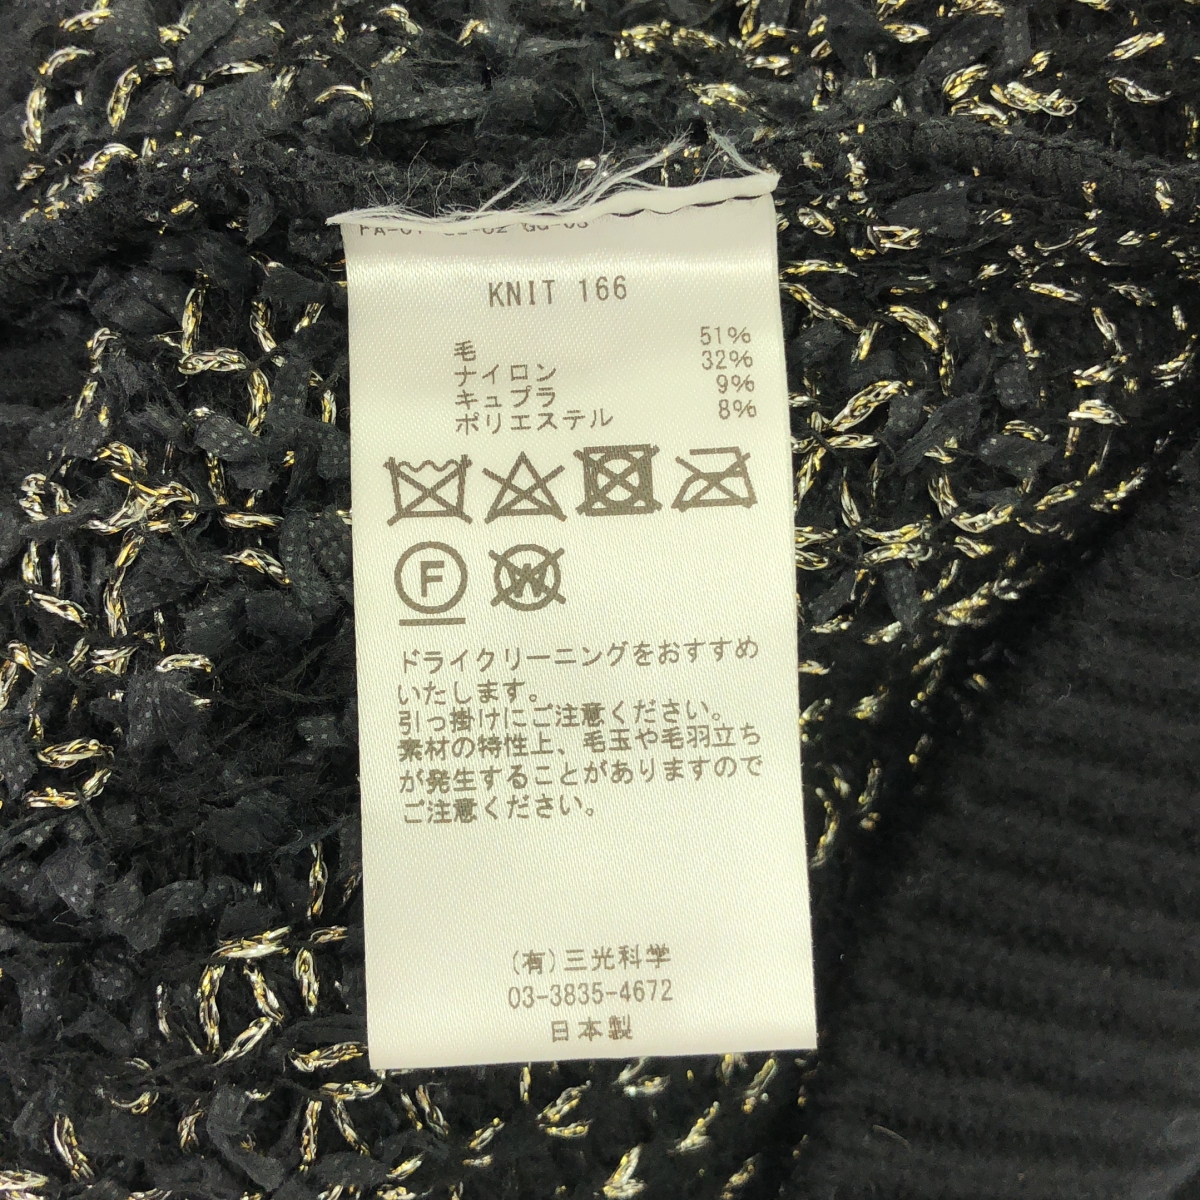 KNIT 166
毛 51%
ナイロン 32%
キュプラ 9%
ポリエステル 8%
F W
ドライクリーニングをおすすめ
いたします。
引っ掛けにご注意ください。
素材の特性上、毛玉や毛羽立ち
が発生することがありますので
ご注意ください。
(有)三光科学
03-3835-4672
日本製